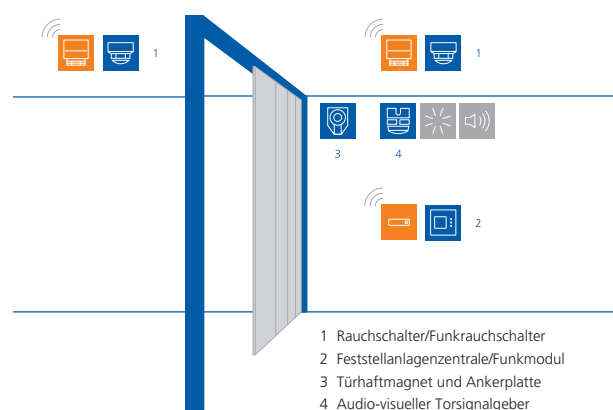 1
1
3
4
2
1 Rauchschalter/Funkrauchschalter
2 Feststellanlagenzentrale/Funkmodul
3 Türhaftmagnet und Ankerplatte
4 Audio-visueller Torsignalgeber